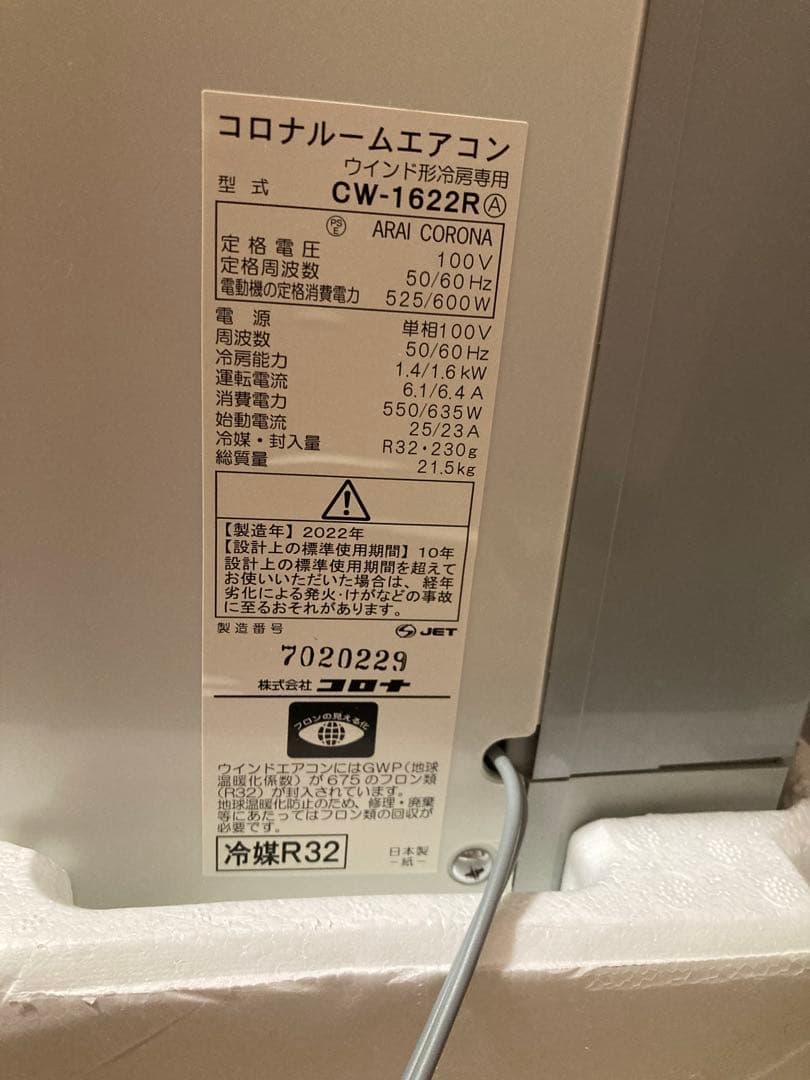 コロナルームエアコン
ウインド形冷房専用
型式 CW-1622RⒶ
PSE ARAI CORONA
定格電圧 100V
定格周波数 50/60Hz
電動機の定格消費電力 525/600W
電源 単相100V
周波数 50/60Hz
冷房能力 1.4/1.6kW
運転電流 6.1/6.4A
消費電力 550/635W
始動電流 25/23A
冷媒・封入量 R32・230g
総質量 21.5kg
【製造年】2022年
【設計上の標準使用期間】10年
設計上の標準使用期間を超えて
お使いいただいた場合は、経年
劣化による発火・けがなどの事故
に至るおそれがあります。
製造番号 JET
7020229
株式会社 コロナ
フロンの見える化
ウインドエアコンにはGWP(地球
温暖化係数)が675のフロン類
(R32)が封入されています。
地球温暖化防止のため、修理・廃棄
等にあたってはフロン類の回収が
必要です。
冷媒R32
日本製
-紙-